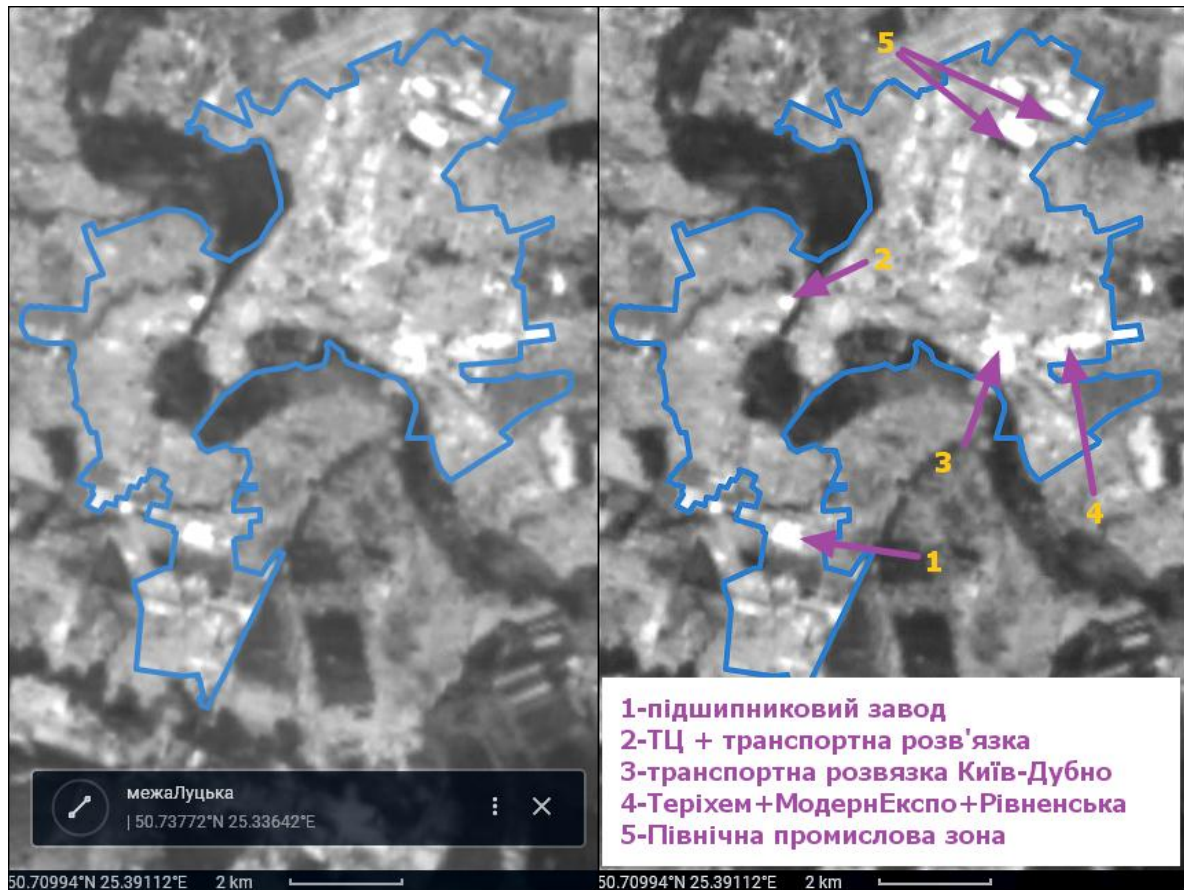 5
2
3
4
1
1-підшипниковий завод
2-ТЦ + транспортна розв'язка
3-транспортна розвязка Київ-Дубно
4-Теріхем+МодернЕкспо+Рівненська
5-Північна промислова зона
межаЛуцька
| 50.73772°N 25.33642°E
50.70994°N 25.39112°E 2 km
50.70994°N 25.39112°E 2 km